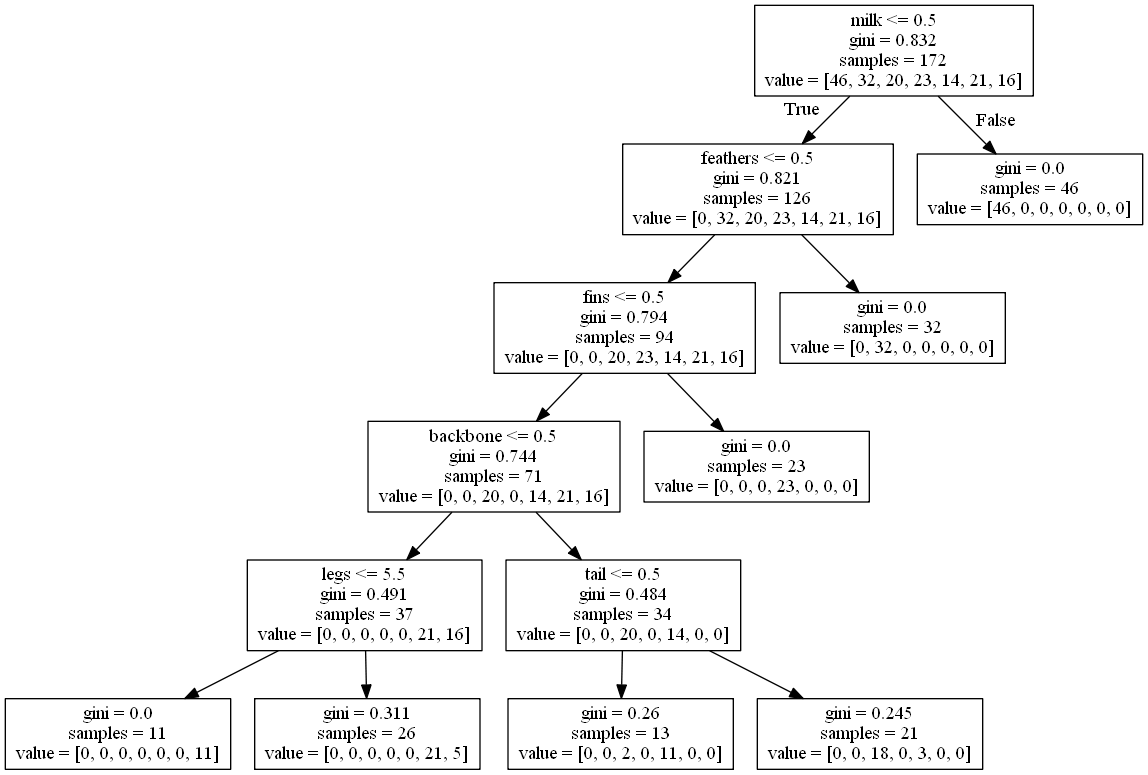 milk <= 0.5
gini = 0.832
samples = 172
value = [46, 32, 20, 23, 14, 21, 16]
True
False
feathers <= 0.5
gini = 0.821
samples = 126
value = [0, 32, 20, 23, 14, 21, 16]
gini = 0.0
samples = 46
value = [46, 0, 0, 0, 0, 0, 0]
fins <= 0.5
gini = 0.794
samples = 94
value = [0, 0, 20, 23, 14, 21, 16]
gini = 0.0
samples = 32
value = [0, 32, 0, 0, 0, 0, 0]
backbone <= 0.5
gini = 0.744
samples = 71
value = [0, 0, 20, 0, 14, 21, 16]
gini = 0.0
samples = 23
value = [0, 0, 0, 23, 0, 0, 0]
legs <= 5.5
gini = 0.491
samples = 37
value = [0, 0, 0, 0, 0, 21, 16]
tail <= 0.5
gini = 0.484
samples = 34
value = [0, 0, 20, 0, 14, 0, 0]
gini = 0.0
samples = 11
value = [0, 0, 0, 0, 0, 0, 11]
gini = 0.311
samples = 26
value = [0, 0, 0, 0, 0, 21, 5]
gini = 0.26
samples = 13
value = [0, 0, 2, 0, 11, 0, 0]
gini = 0.245
samples = 21
value = [0, 0, 18, 0, 3, 0, 0]